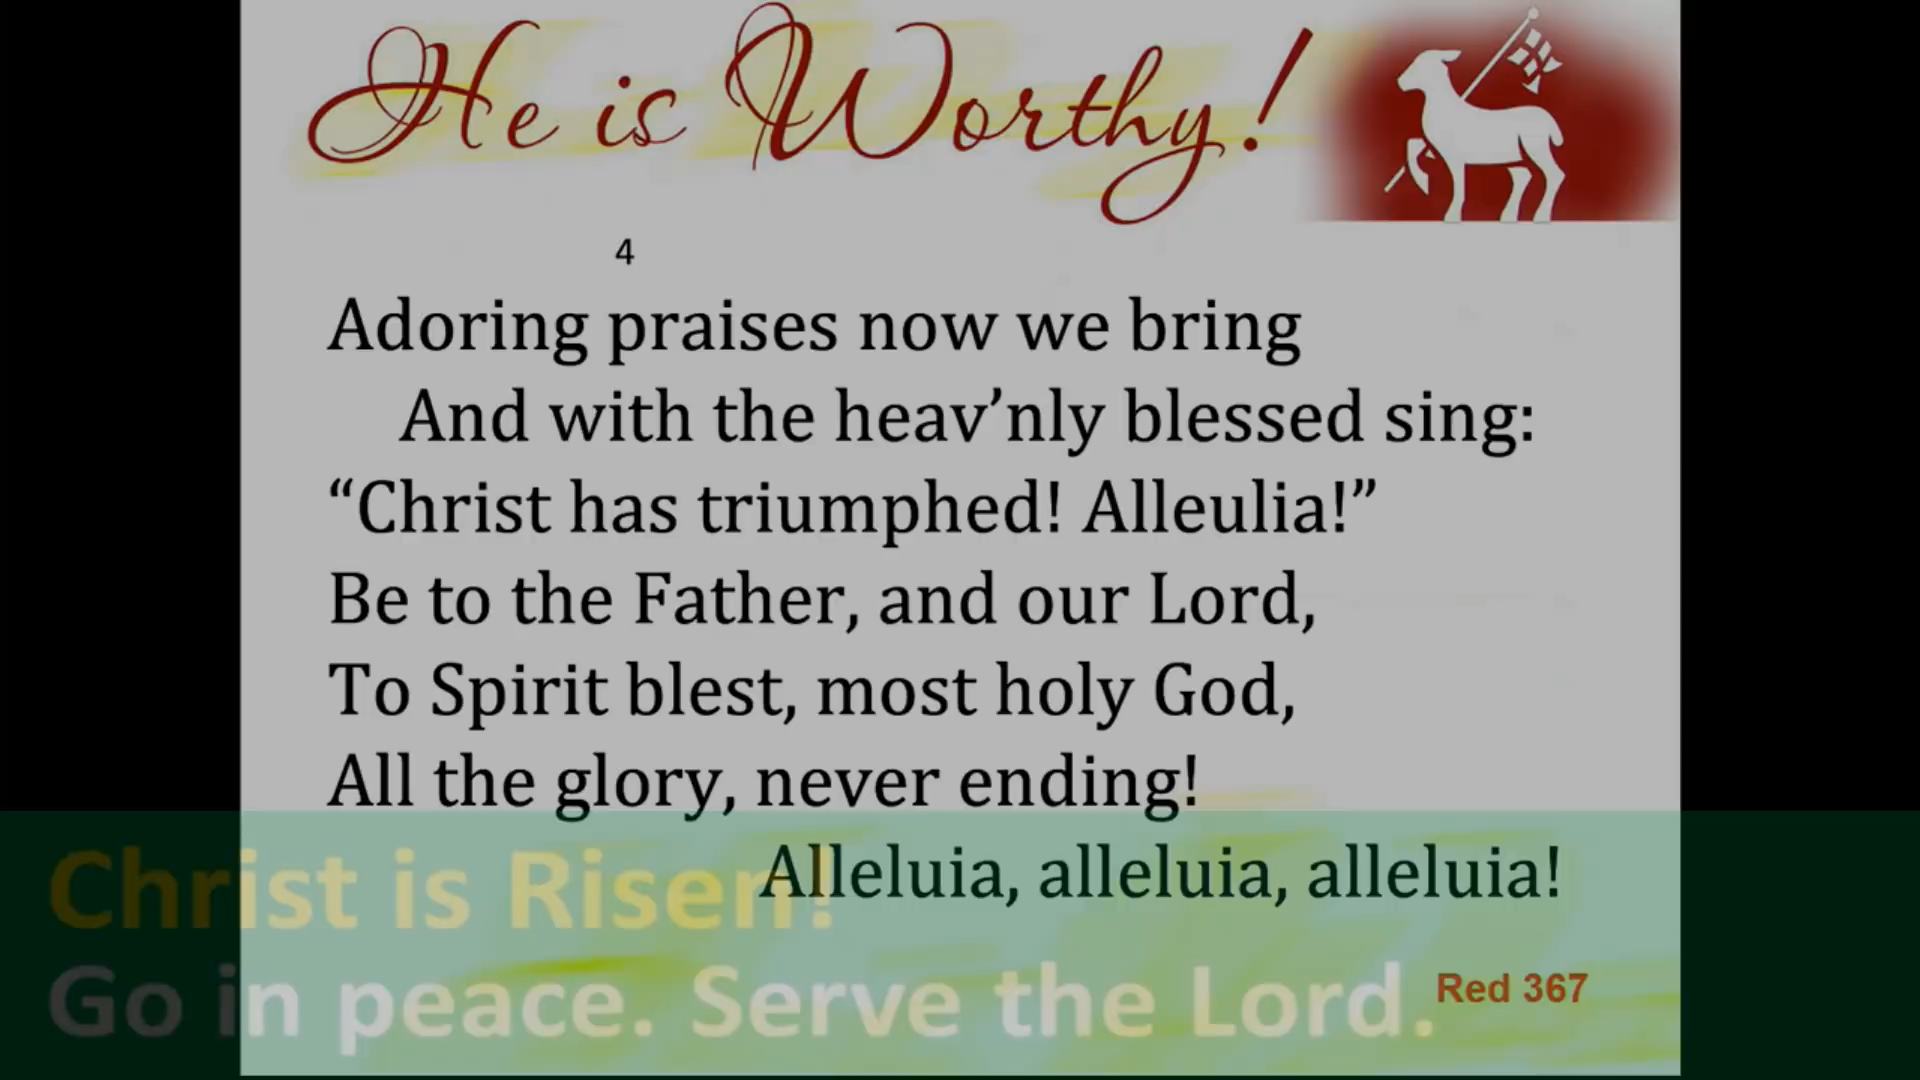 He is Worthy!
4
Adoring praises now we bring
And with the heav’nly blessed sing:
“Christ has triumphed! Alleulia!”
Be to the Father, and our Lord,
To Spirit blest, most holy God,
All the glory, never ending!
Alleluia, alleluia, alleluia!
Christ is Risen!
Go in peace. Serve the Lord.
Red 367